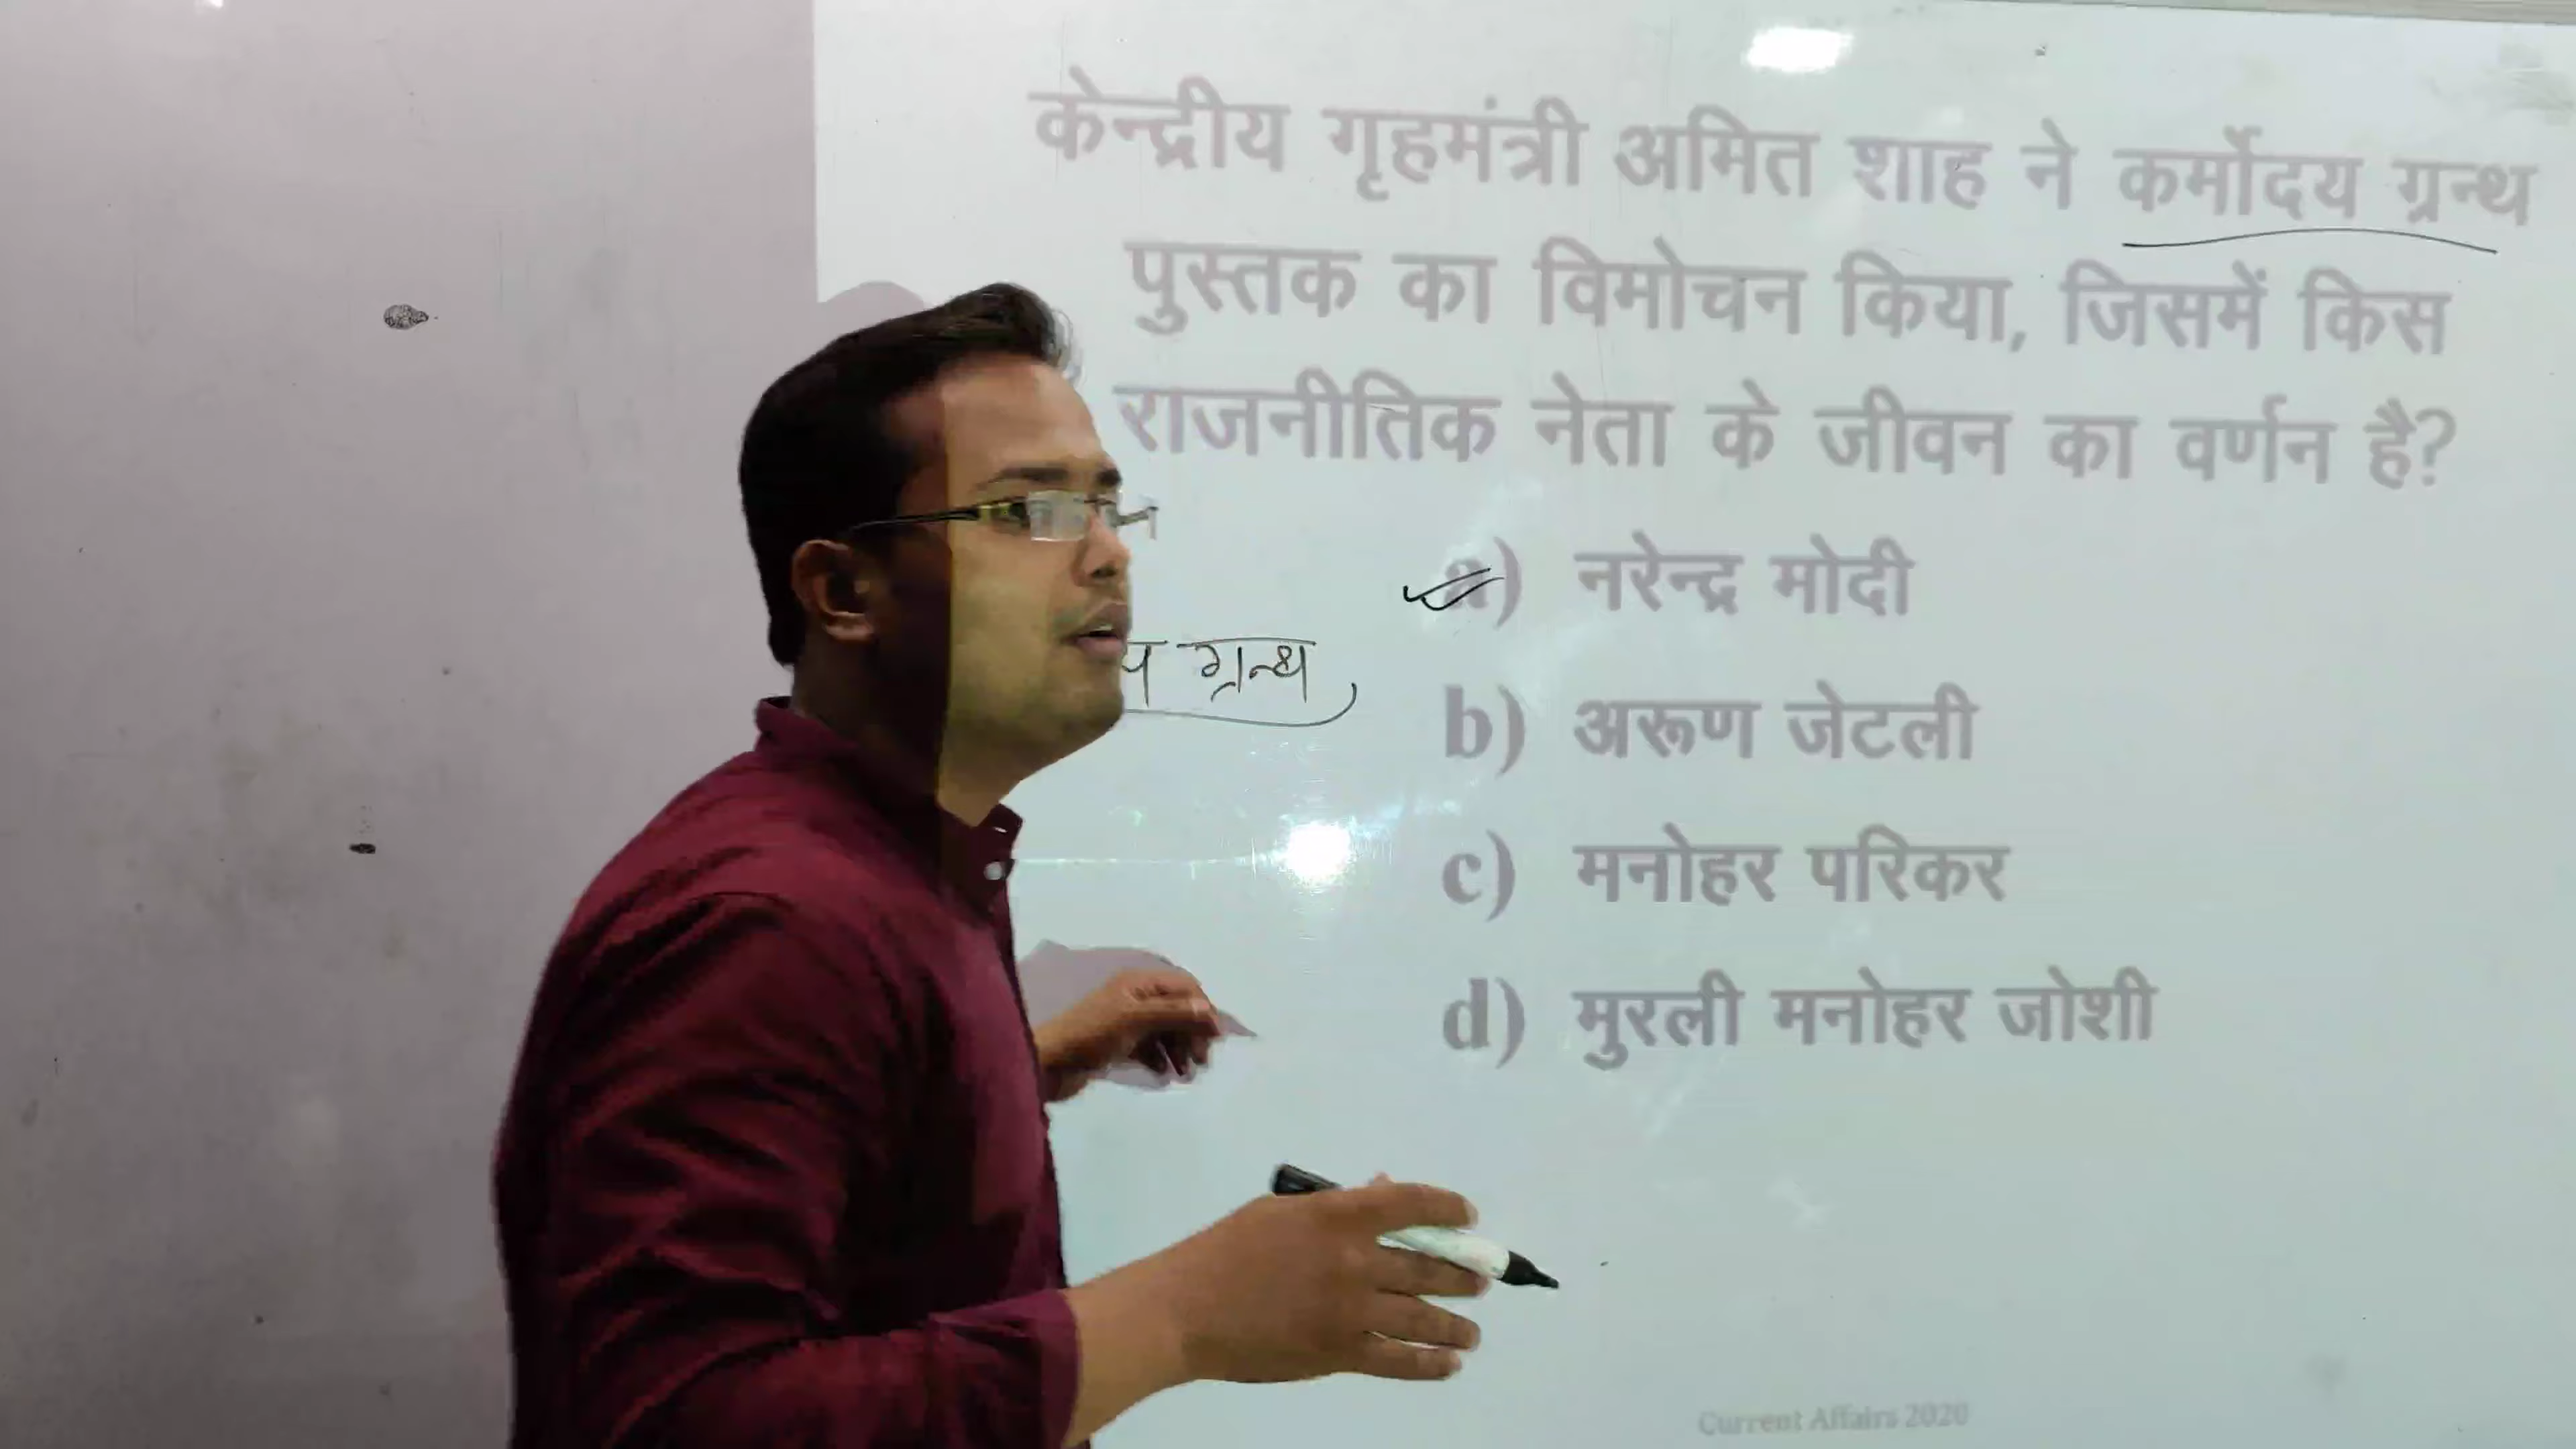 केन्द्रीय गृहमंत्री अमित शाह ने कर्मोदय ग्रन्थ
पुस्तक का विमोचन किया, जिसमें किस
राजनीतिक नेता के जीवन का वर्णन है?
a) नरेन्द्र मोदी
ग्रन्थ
b) अरूण जेटली
c) मनोहर परिकर
d) मुरली मनोहर जोशी
Current Affairs 2020